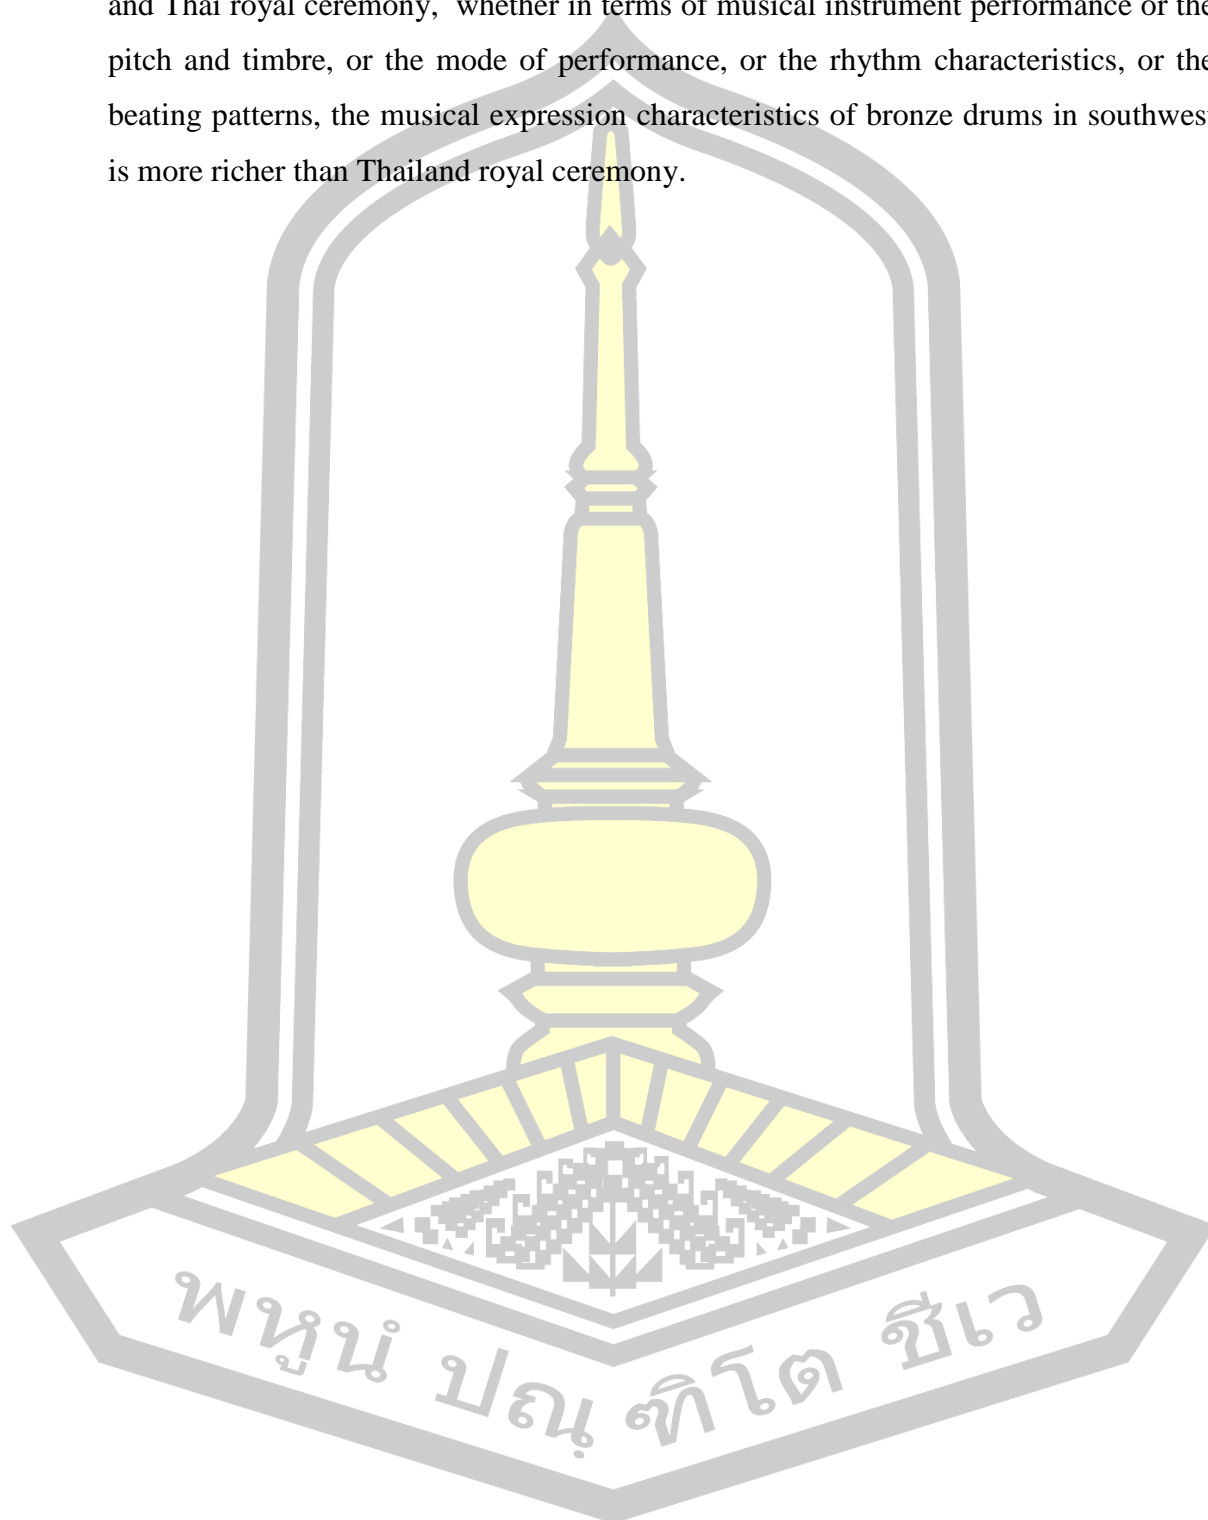 and Thai royal ceremony, whether in terms of musical instrument performance or the
pitch and timbre, or the mode of performance, or the rhythm characteristics, or the
beating patterns, the musical expression characteristics of bronze drums in southwest
is more richer than Thailand royal ceremony.
พหูนํ ปณฺฑิโต ชีเว